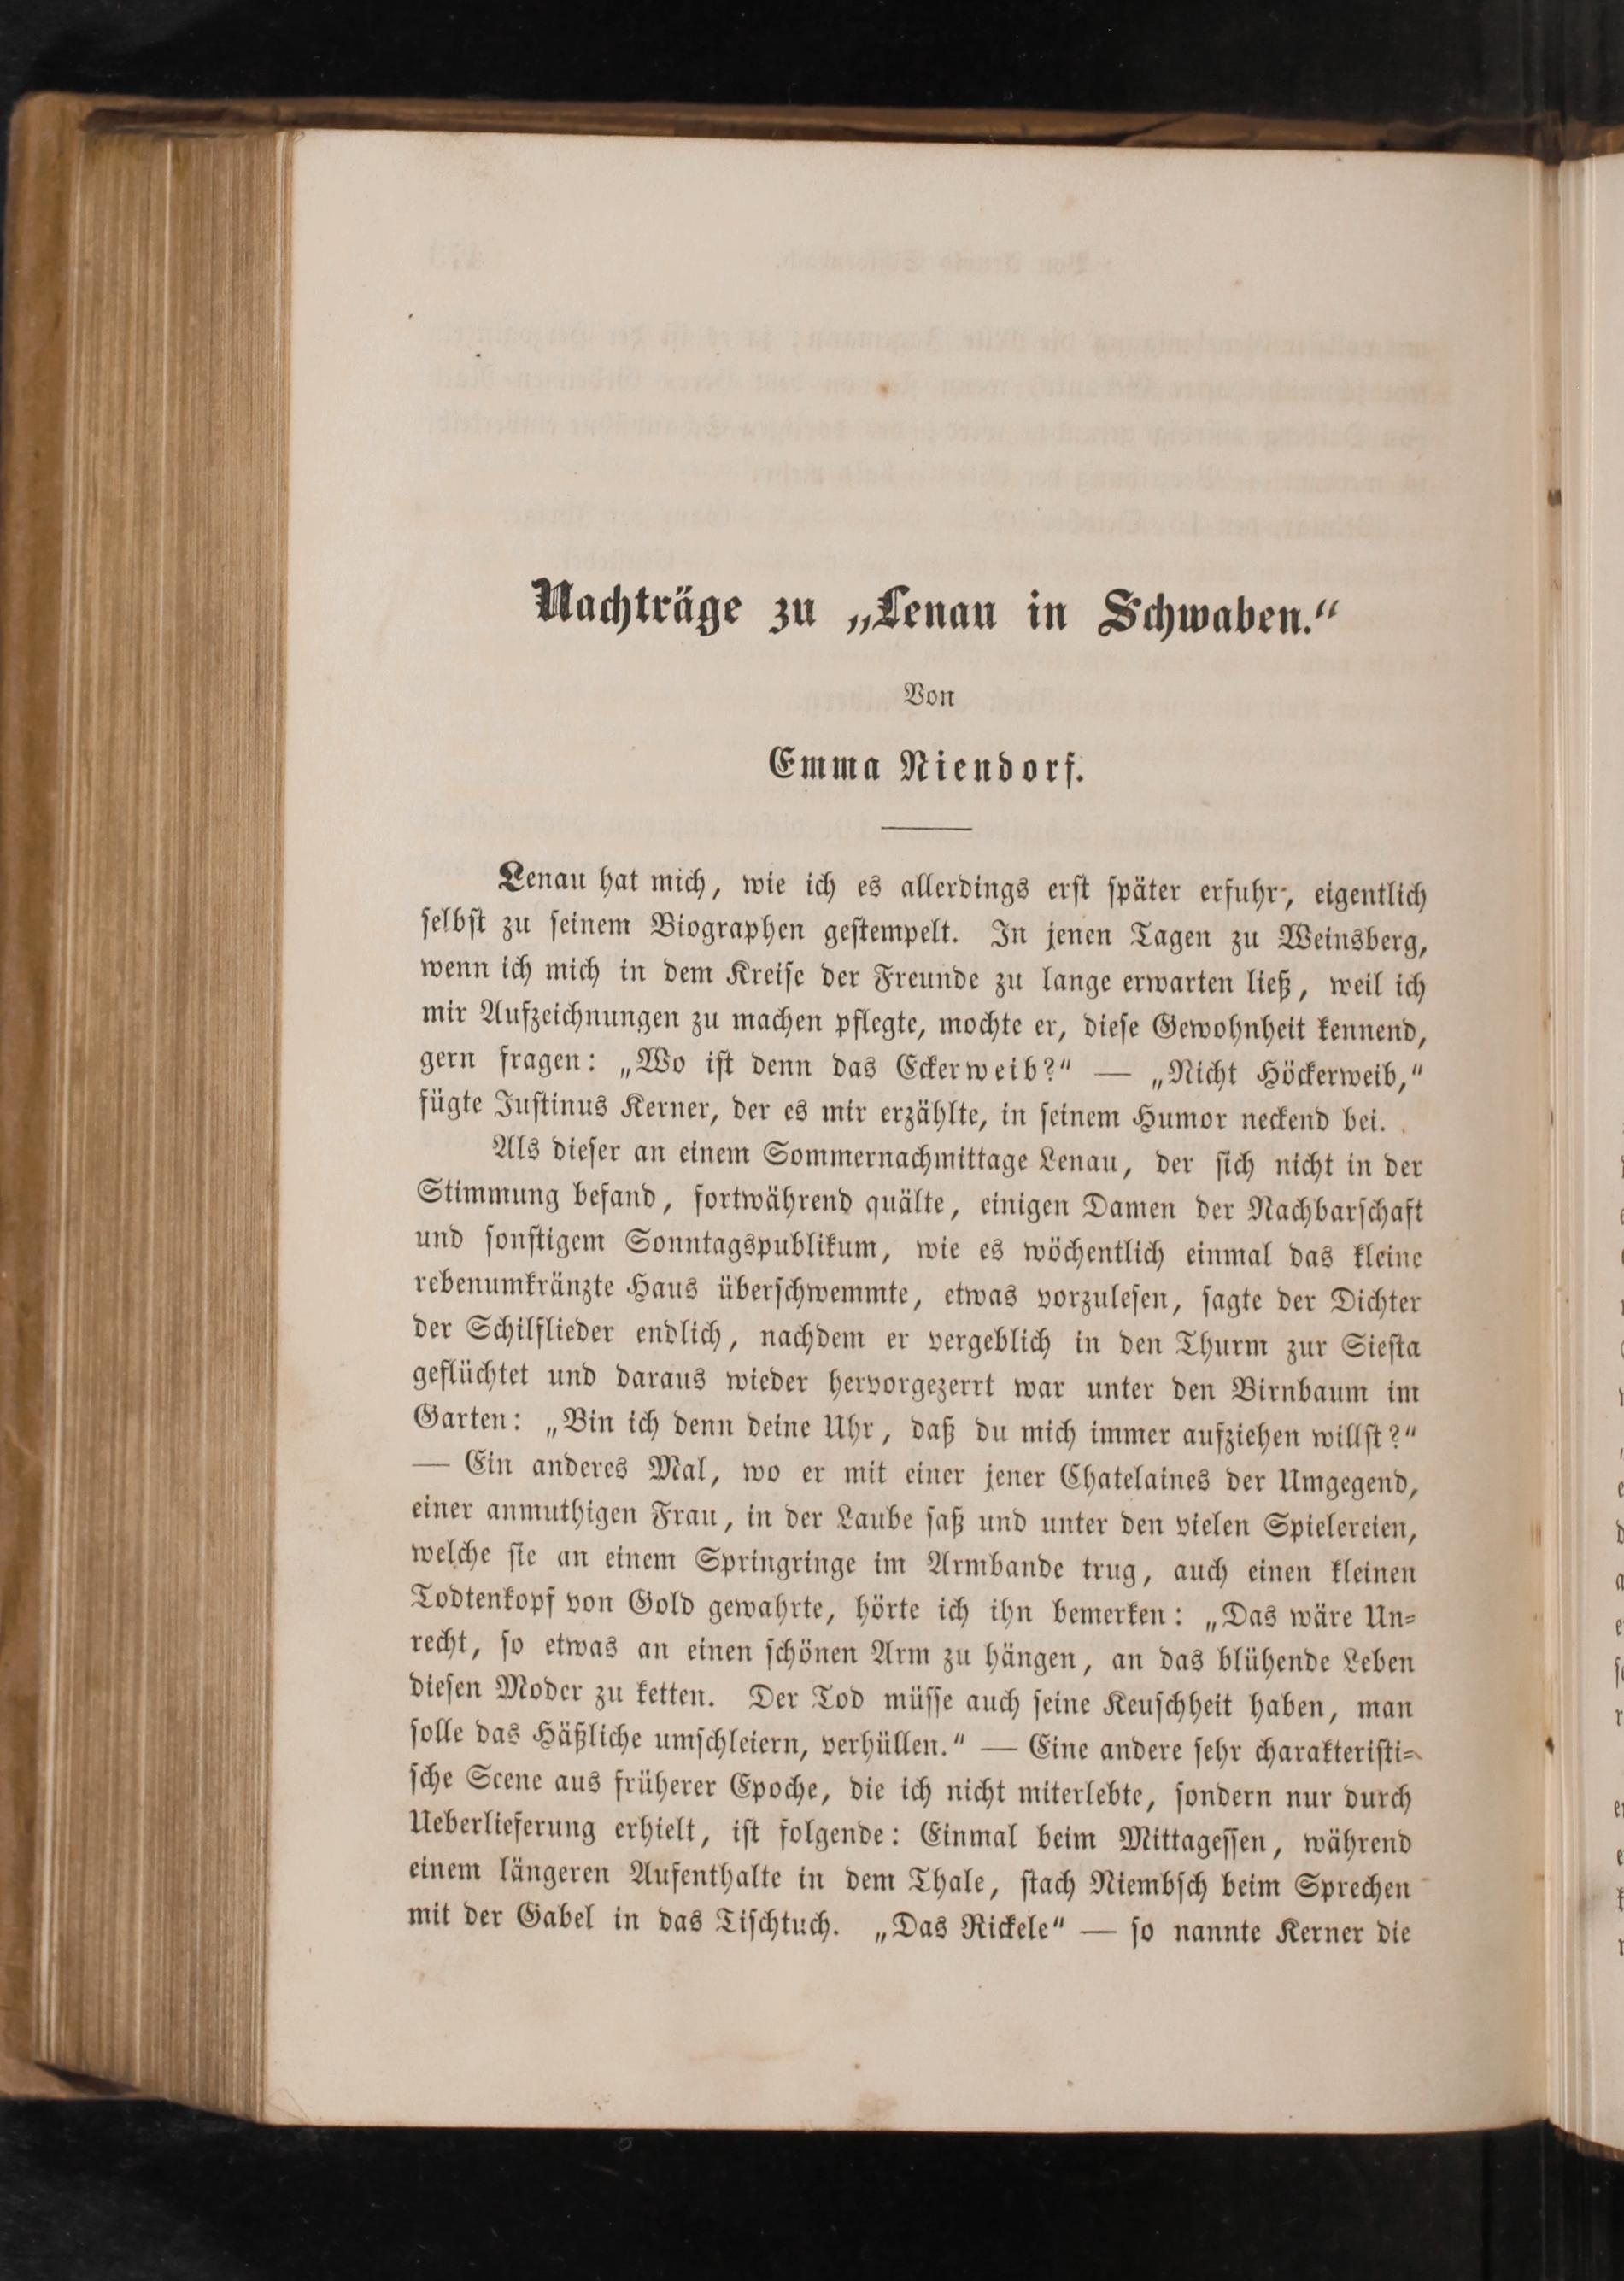 Nachträge zu „Lenau in Schwaben.“
Von
Emma Niendorf.
Lenau hat mich, wie ich es allerdings erst später erfuhr, eigentlich
selbst zu seinem Biographen gestempelt. In jenen Tagen zu Weinsberg,
wenn ich mich in dem Kreise der Freunde zu lange erwarten ließ, weil ich
mir Aufzeichnungen zu machen pflegte, mochte er, diese Gewohnheit kennend,
gern fragen: „Wo ist denn das Eckerweib?“ — „Nicht Höckerweib,“
fügte Justinus Kerner, der es mir erzählte, in seinem Humor neckend bei.
Als dieser an einem Sommernachmittage Lenau, der sich nicht in der
Stimmung befand, fortwährend quälte, einigen Damen der Nachbarschaft
und sonstigem Sonntagspublikum, wie es wöchentlich einmal das kleine
rebenumkränzte Haus überschwemmte, etwas vorzulesen, sagte der Dichter
der Schilflieder endlich, nachdem er vergeblich in den Thurm zur Siesta
geflüchtet und daraus wieder hervorgezerrt war unter den Birnbaum im
Garten: „Bin ich denn deine Uhr, daß du mich immer aufziehen willst?“
— Ein anderes Mal, wo er mit einer jener Chatelaines der Umgegend,
einer anmuthigen Frau, in der Laube saß und unter den vielen Spielereien,
welche sie an einem Springringe im Armbande trug, auch einen kleinen
Todtenkopf von Gold gewahrte, hörte ich ihn bemerken: „Das wäre Un-
recht, so etwas an einen schönen Arm zu hängen, an das blühende Leben
diesen Moder zu ketten. Der Tod müsse auch seine Keuschheit haben, man
solle das Häßliche umschleiern, verhüllen.“ — Eine andere sehr charakteristi-
sche Scene aus früherer Epoche, die ich nicht miterlebte, sondern nur durch
Ueberlieferung erhielt, ist folgende: Einmal beim Mittagessen, während
einem längeren Aufenthalte in dem Thale, stach Niembsch beim Sprechen
mit der Gabel in das Tischtuch. „Das Rickele“ — so nannte Kerner die